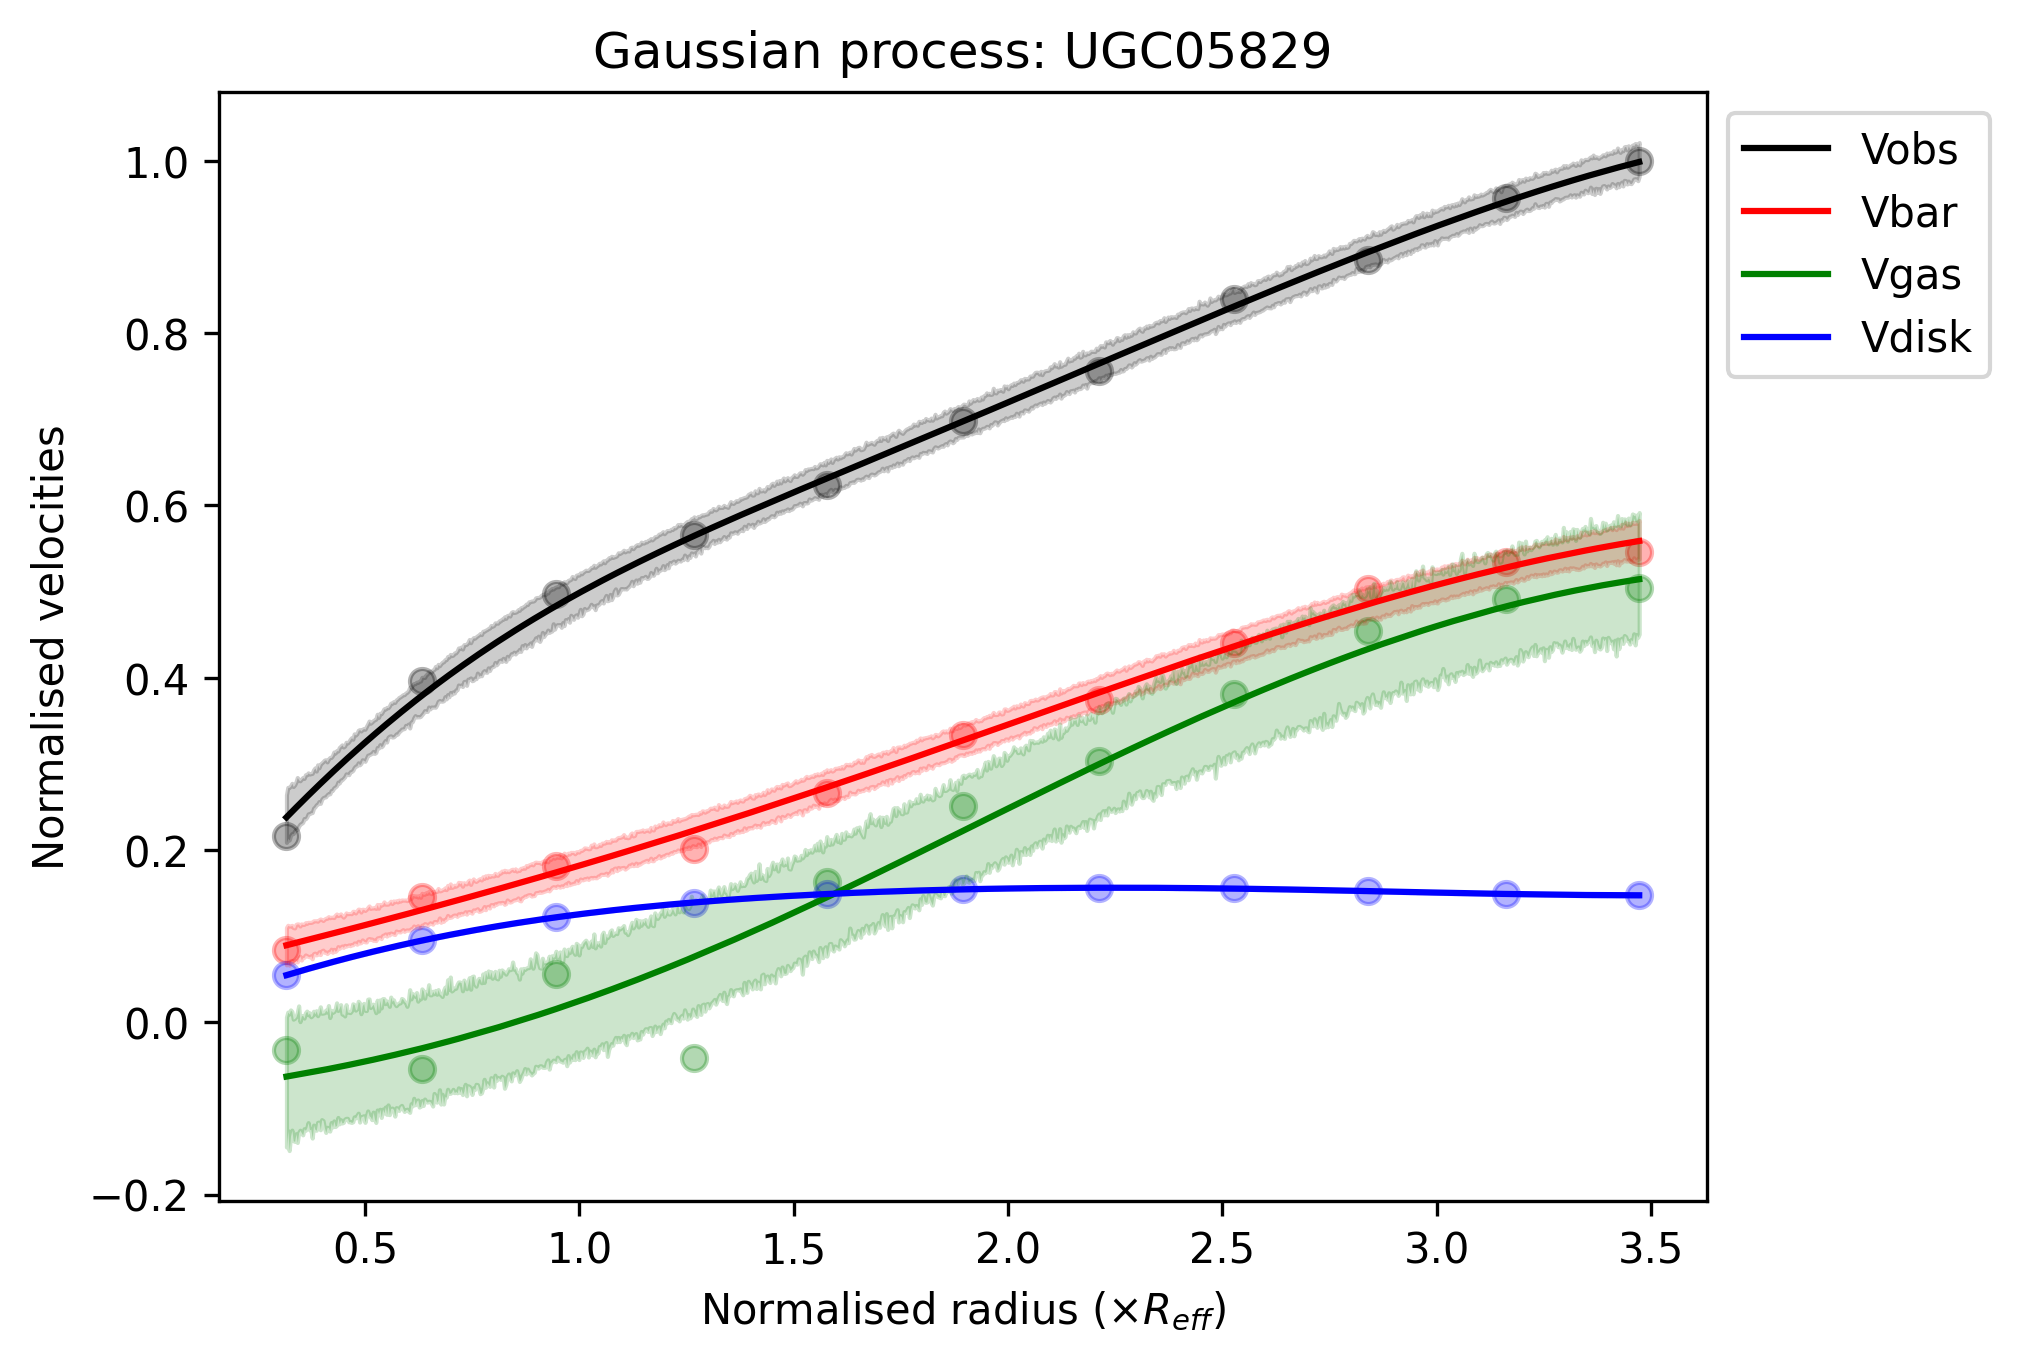 Gaussian process: UGC05829
Vobs
Vbar
Vgas
Vdisk
Normalised velocities
1.0
0.8
0.6
0.4
0.2
0.0
−0.2
0.5 1.0 1.5 2.0 2.5 3.0 3.5
Normalised radius (×R_eff)